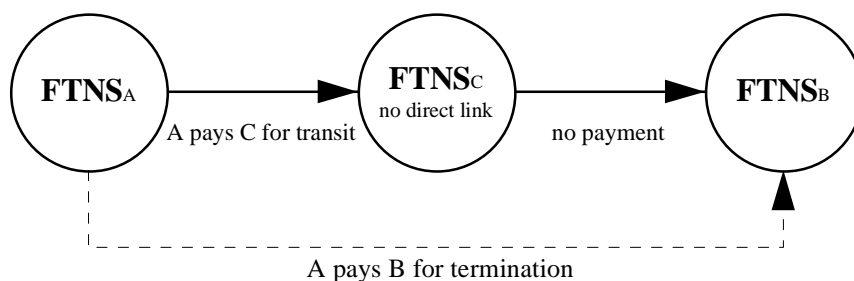 FTNSA
FTNSC
no direct link
FTNSB
A pays C for transit
no payment
A pays B for termination